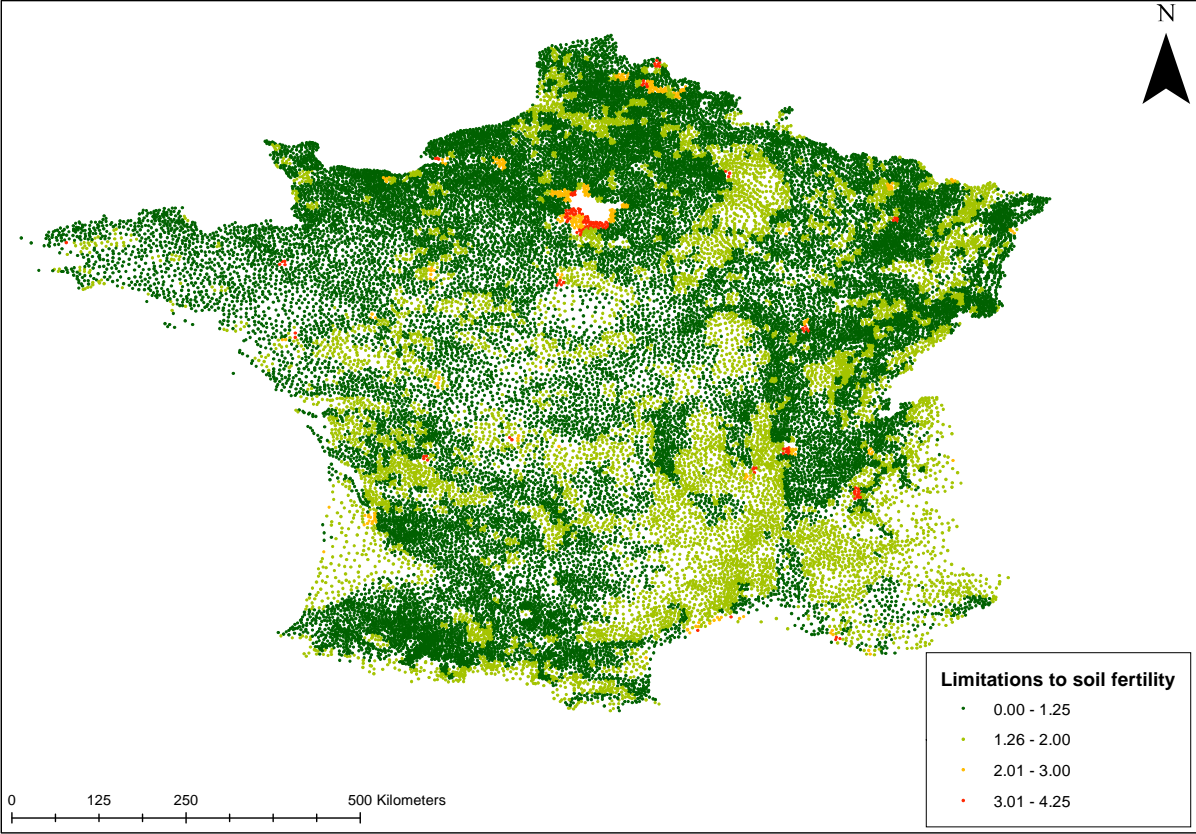 N
Limitations to soil fertility
0.00 - 1.25
1.26 - 2.00
2.01 - 3.00
3.01 - 4.25
0 125 250 500 Kilometers